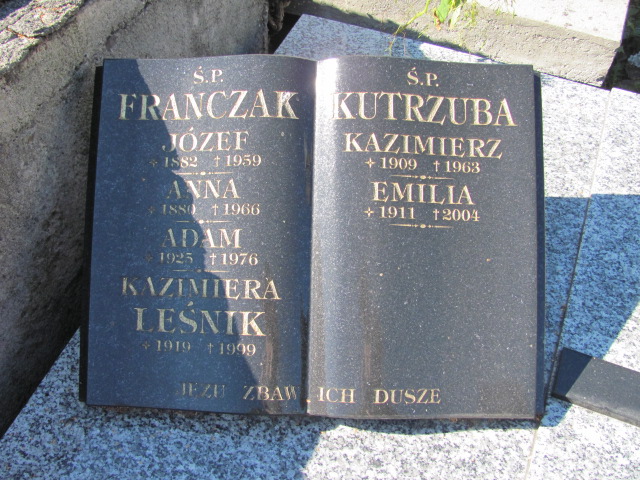 Ś.P.
FRANCZAK
JÓZEF
✧ 1882 † 1959
ANNA
✧ 1880 † 1966
ADAM
✧ 1925 † 1976
KAZIMIERA
LEŚNIK
✧ 1919 † 1999
Ś.P.
KUTRZUBA
KAZIMIERZ
✧ 1909 † 1963
EMILIA
✧ 1911 † 2004
JEZU ZBAW ICH DUSZE